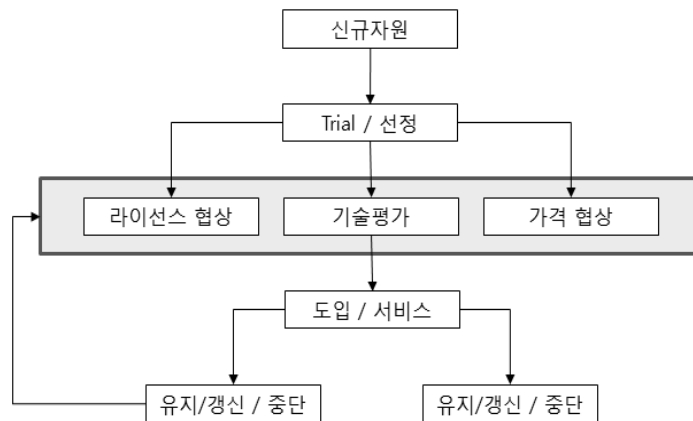 신규자원
Trial / 선정
라이선스 협상
기술평가
가격 협상
도입 / 서비스
유지/갱신 / 중단
유지/갱신 / 중단